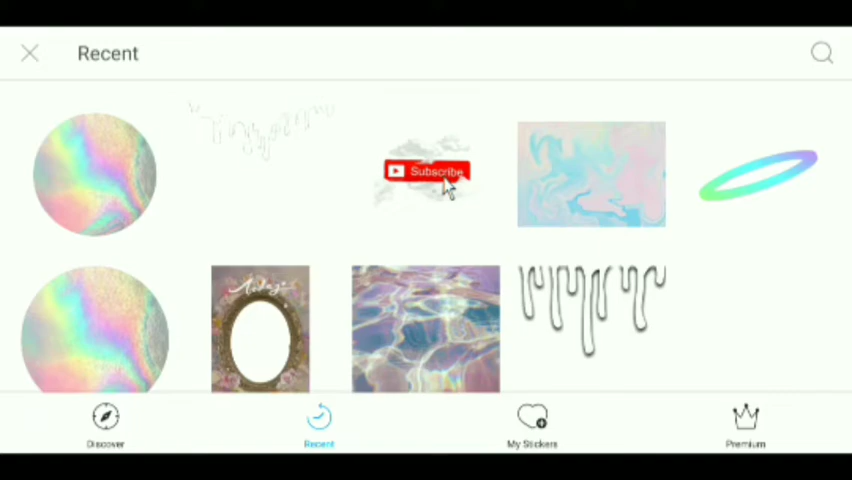 Recent
Subscribe
Discover
Recent
My Stickers
Premium